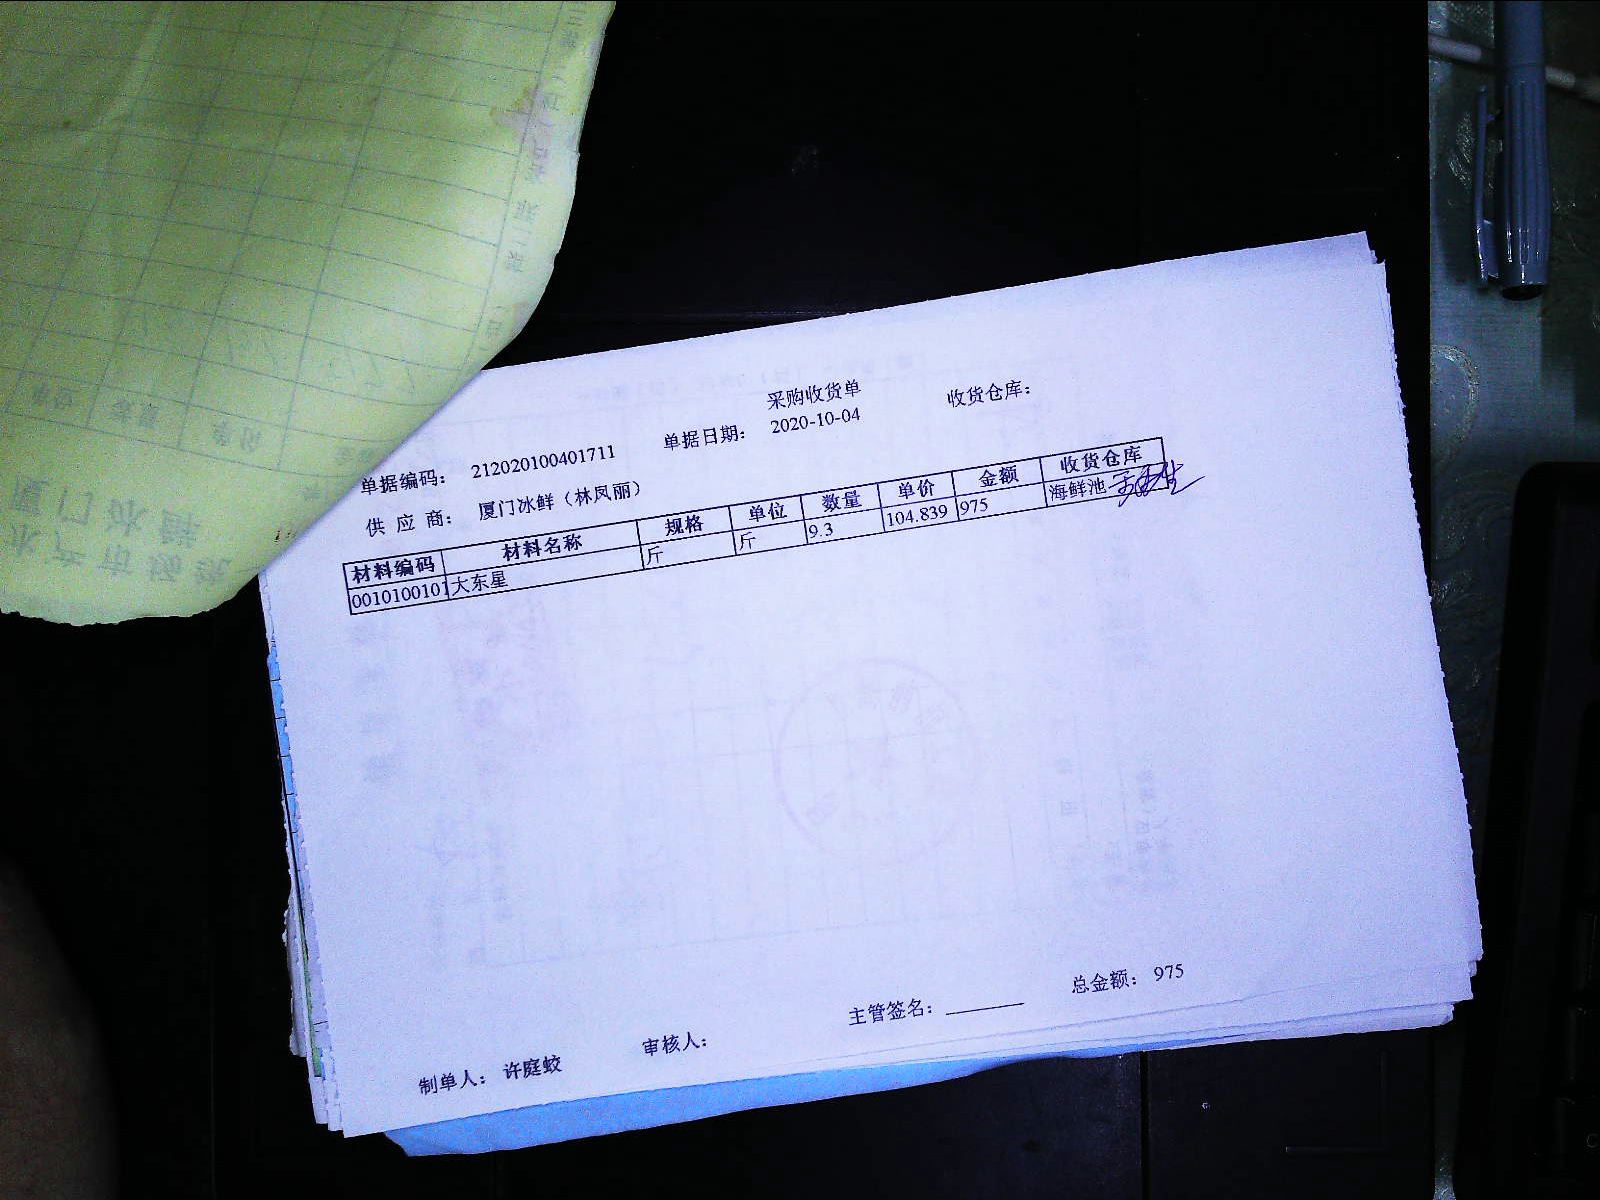 采购收货单
单据编码： 212020100401711 单据日期： 2020-10-04 收货仓库：
供 应 商： 厦门冰鲜（林凤丽）
材料编码 材料名称 规格 单位 数量 单价 金额 收货仓库
0010100101 大东星 斤 斤 9.3 104.839 975 海鲜池
总金额： 975
制单人： 许庭蛟 审核人： 主管签名：